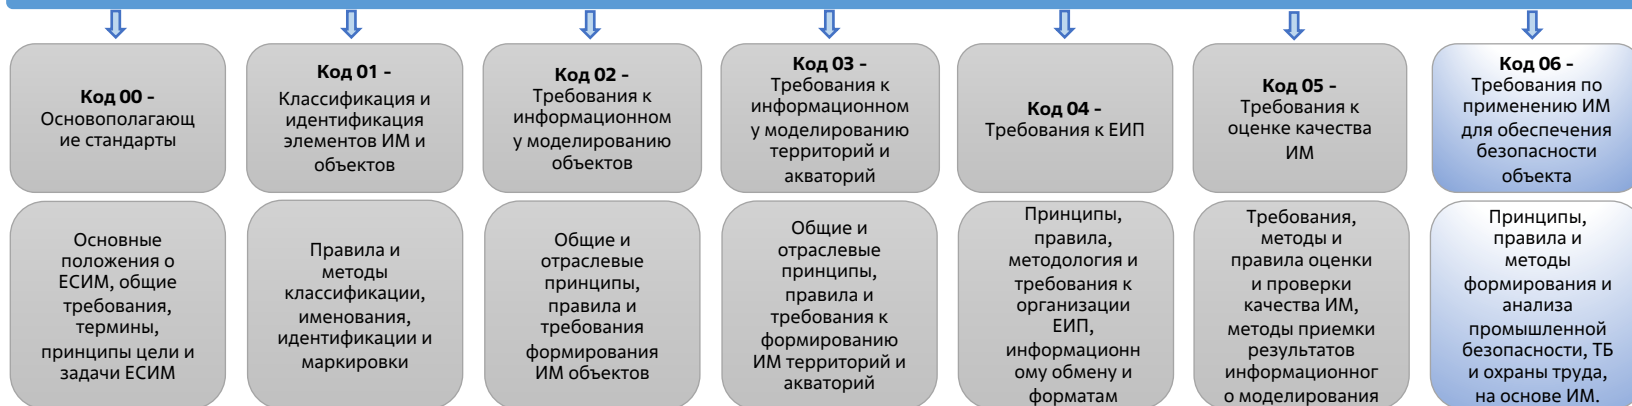 Код 00 -
Основополагающ
ие стандарты
Код 01 -
Классификация и
идентификация
элементов ИМ и
объектов
Код 02 -
Требования к
информационном
у моделированию
объектов
Код 03 -
Требования к
информационном
у моделированию
территорий и
акваторий
Код 04 -
Требования к ЕИП
Код 05 -
Требования к
оценке качества
ИМ
Код 06 -
Требования по
применению ИМ
для обеспечения
безопасности
объекта
Основные
положения о
ЕСИМ, общие
требования,
термины,
принципы цели и
задачи ЕСИМ
Правила и
методы
классификации,
именования,
идентификации и
маркировки
Общие и
отраслевые
принципы,
правила и
требования
формирования
ИМ объектов
Общие и
отраслевые
принципы,
правила и
требования к
формированию
ИМ территорий и
акваторий
Принципы,
правила,
методология и
требования к
организации
ЕИП,
информационн
ому обмену и
форматам
Требования,
методы и
правила оценки
и проверки
качества ИМ,
методы приемки
результатов
информационног
о моделирования
Принципы,
правила и
методы
формирования и
анализа
промышленной
безопасности, ТБ
и охраны труда,
на основе ИМ.